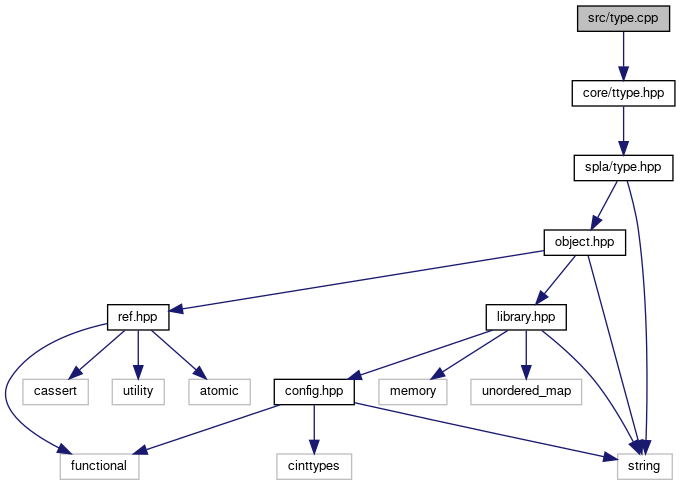 src/type.cpp
core/ttype.hpp
spla/type.hpp
object.hpp
ref.hpp
library.hpp
cassert
utility
atomic
config.hpp
memory
unordered_map
functional
cinttypes
string